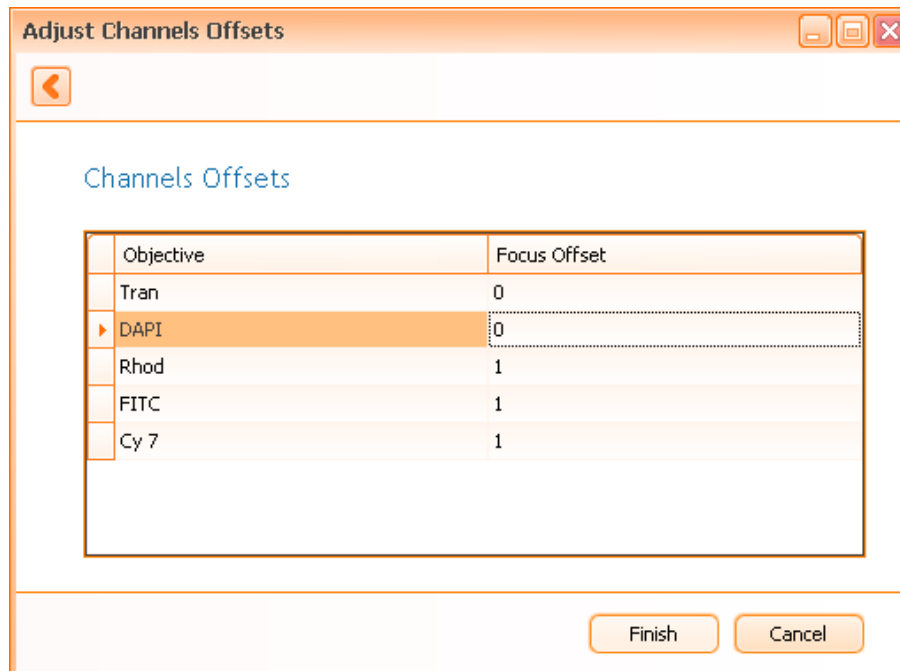 Adjust Channels Offsets
Channels Offsets
Objective Focus Offset
Tran 0
DAPI 0
Rhod 1
FITC 1
Cy 7 1
Finish Cancel